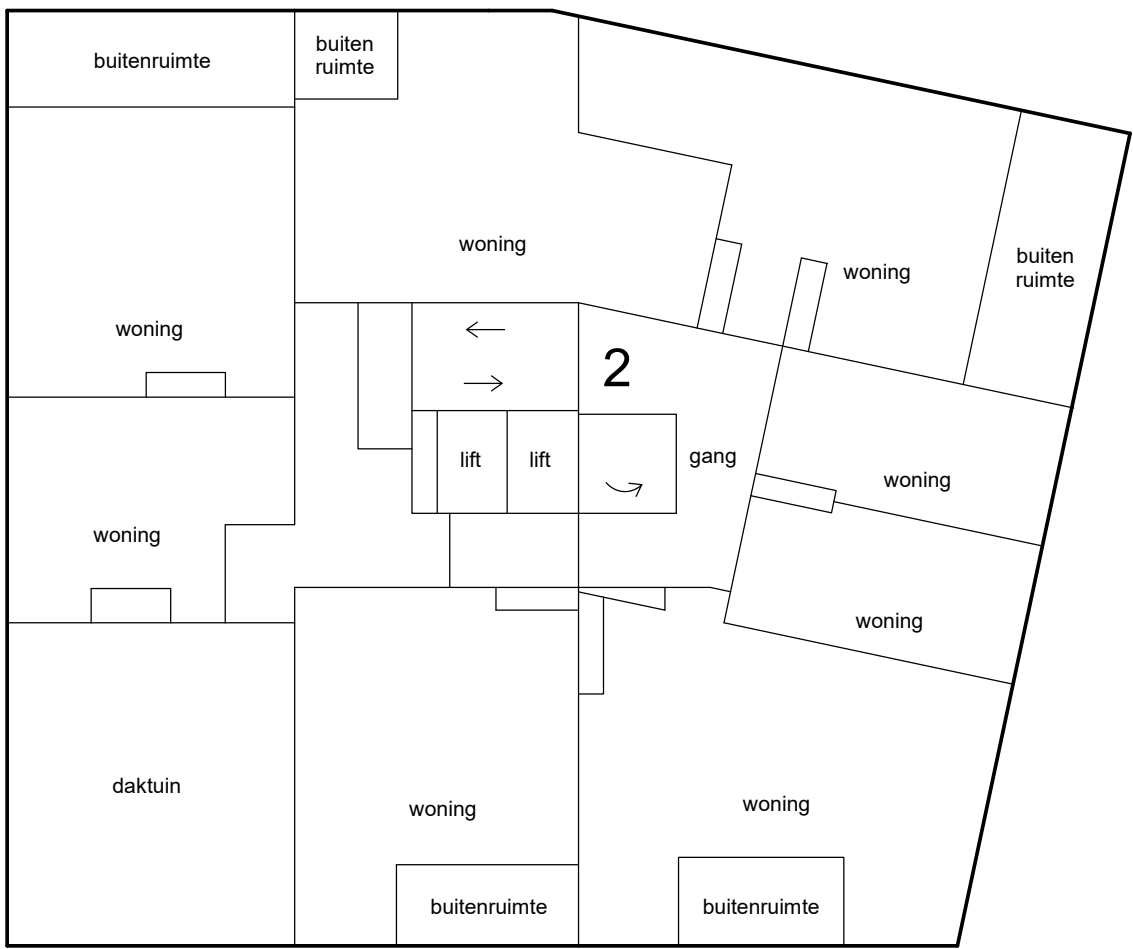 buitenruimte
buiten
ruimte
woning
woning
buiten
ruimte
woning
2
lift
lift
gang
woning
woning
woning
daktuin
woning
woning
buitenruimte
buitenruimte